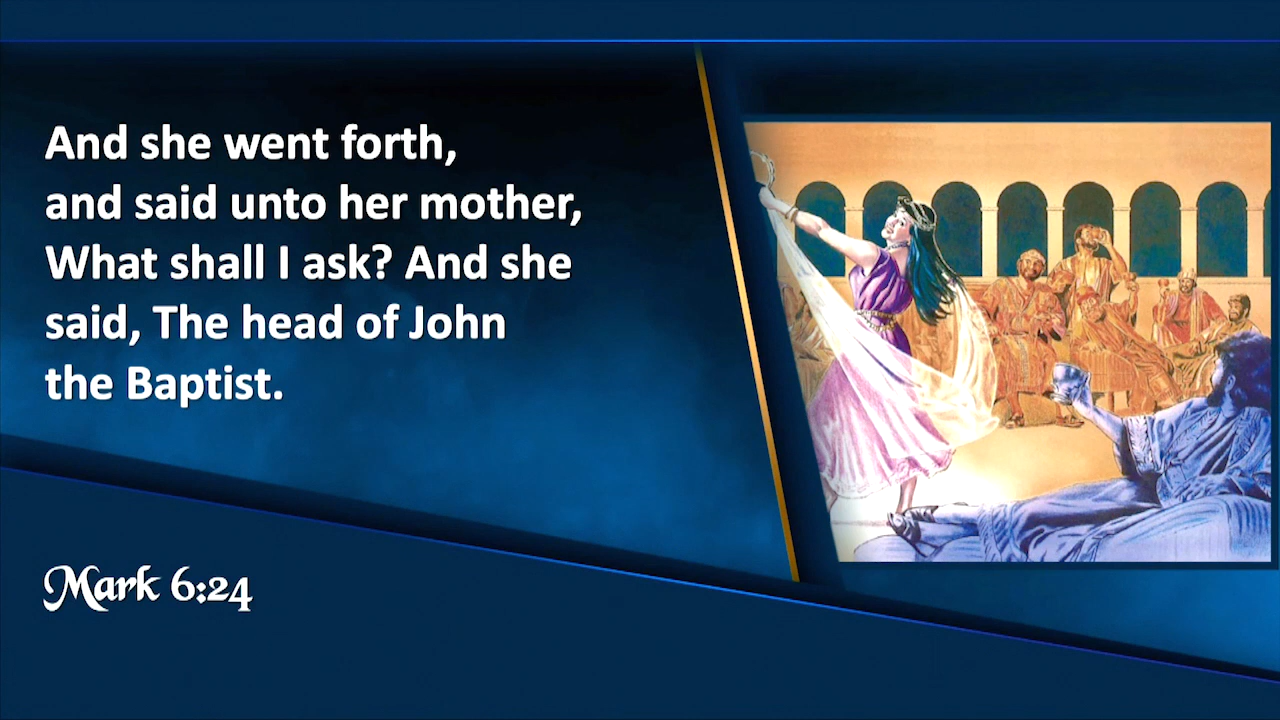 And she went forth,
and said unto her mother,
What shall I ask? And she
said, The head of John
the Baptist.
Mark 6:24